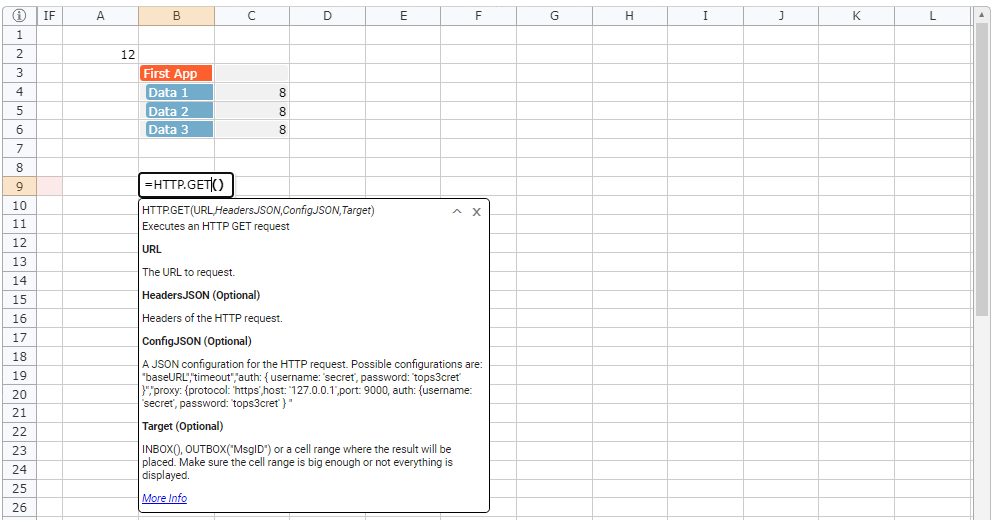 IF A B C D E F G H I J K L
1
2 12
3 First App
4 Data 1 8
5 Data 2 8
6 Data 3 8
7
8
9 =HTTP.GET()
10 HTTP.GET(URL,HeadersJSON,ConfigJSON,Target) X
11 Executes an HTTP GET request
12 URL
13 The URL to request.
14 HeadersJSON (Optional)
15
16 Headers of the HTTP request.
17 ConfigJSON (Optional)
18 A JSON configuration for the HTTP request. Possible configurations are:
19 "baseURL","timeout","auth: { username: 'secret', password: 'tops3cret'
20 }","proxy: {protocol: 'https',host: '127.0.0.1',port: 9000, auth: {username:
21 'secret', password: 'tops3cret' } "
22 Target (Optional)
23 INBOX(), OUTBOX("MsgID") or a cell range where the result will be
24 placed. Make sure the cell range is big enough or not everything is
25 displayed.
26 More Info